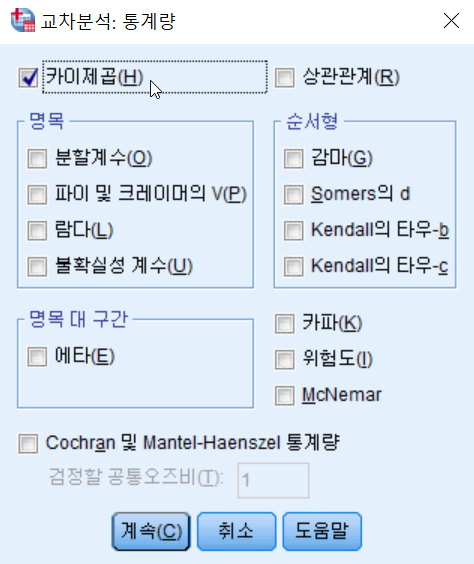 교차분석: 통계량
카이제곱(H)
상관관계(R)
명목
분할계수(O)
파이 및 크레이머의 V(P)
람다(L)
불확실성 계수(U)
순서형
감마(G)
Somers의 d
Kendall의 타우-b
Kendall의 타우-c
명목 대 구간
에타(E)
카파(K)
위험도(I)
McNemar
Cochran 및 Mantel-Haenszel 통계량
검정할 공통오즈비(T): 1
계속(C) 취소 도움말